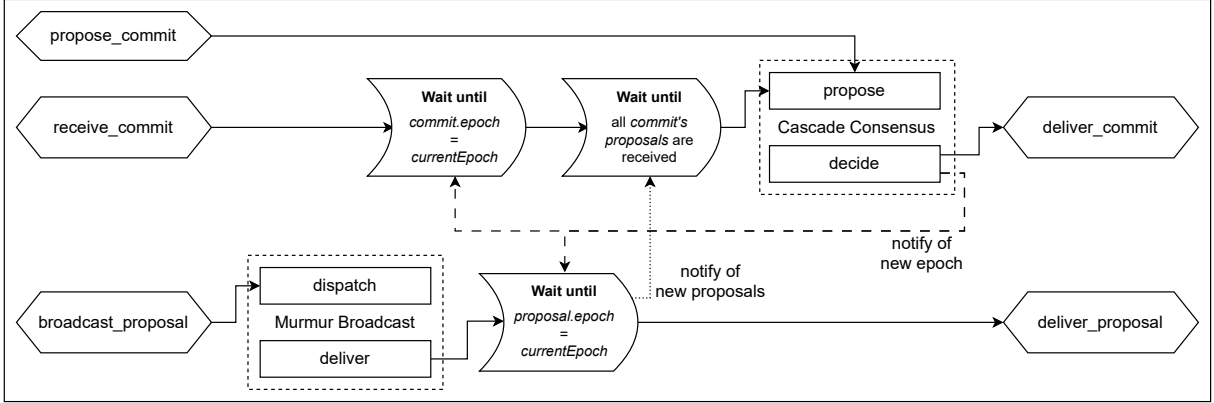 propose_commit
receive_commit
Wait until
commit.epoch
=
currentEpoch
Wait until
all commit's
proposals are
received
propose
Cascade Consensus
decide
deliver_commit
notify of
new epoch
broadcast_proposal
dispatch
Murmur Broadcast
deliver
Wait until
proposal.epoch
=
currentEpoch
notify of
new proposals
deliver_proposal